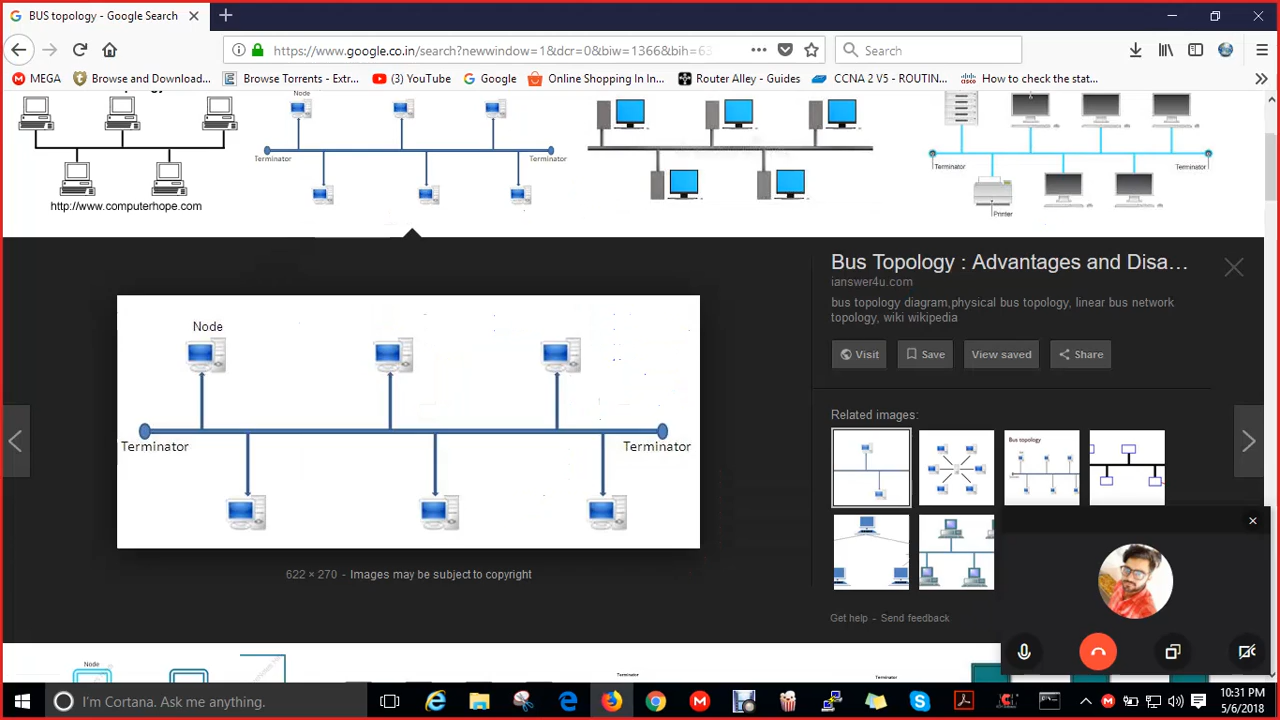 BUS topology - Google Search
https://www.google.co.in/search?newwindow=1&dcr=0&biw=1366&bih=63
Search
MEGA
Browse and Download...
Browse Torrents - Extr...
(3) YouTube
Google
Online Shopping In In...
Router Alley - Guides
CCNA 2 V5 - ROUTIN...
How to check the stat...
Node
Terminator
Terminator
http://www.computerhope.com
Terminator
Terminator
Printer
Bus Topology : Advantages and Disa...
ianswer4u.com
bus topology diagram,physical bus topology, linear bus network
topology, wiki wikipedia
Visit
Save
View saved
Share
Node
Terminator
Terminator
622 × 270 - Images may be subject to copyright
Related images:
Bus topology
Get help - Send feedback
Node
Terminator
Terminator
I'm Cortana. Ask me anything.
10:31 PM
5/6/2018